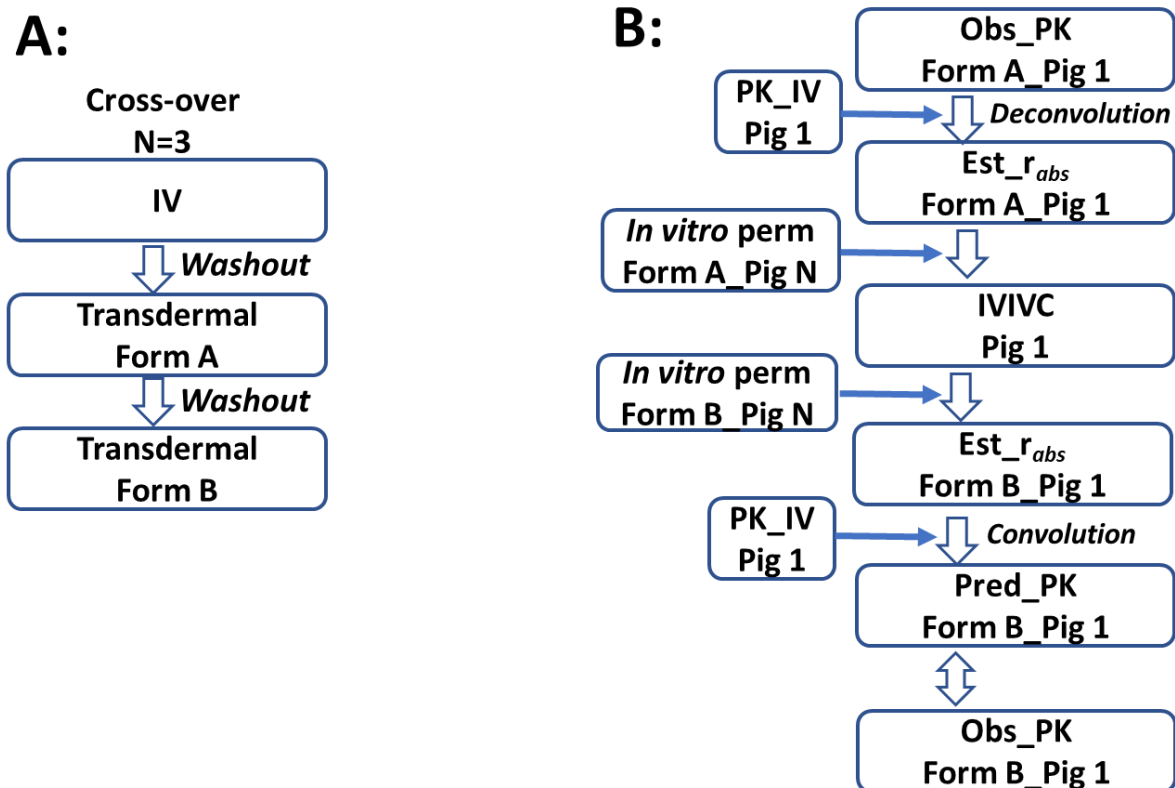 A:
Cross-over
N=3
IV
Washout
Transdermal
Form A
Washout
Transdermal
Form B
B:
Obs_PK
Form A_Pig 1
PK_IV
Pig 1
Deconvolution
Est_r_abs
Form A_Pig 1
In vitro perm
Form A_Pig N
IVIVC
Pig 1
In vitro perm
Form B_Pig N
Est_r_abs
Form B_Pig 1
PK_IV
Pig 1
Convolution
Pred_PK
Form B_Pig 1
Obs_PK
Form B_Pig 1